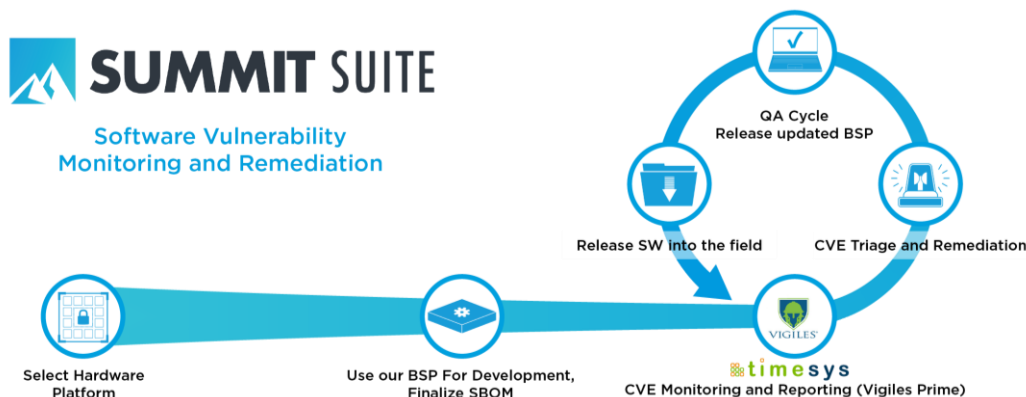 SUMMIT SUITE
Software Vulnerability
Monitoring and Remediation
QA Cycle
Release updated BSP
Release SW into the field
CVE Triage and Remediation
Select Hardware
Platform
Use our BSP For Development,
Finalize SBOM
VIGILES
timesys
CVE Monitoring and Reporting (Vigiles Prime)